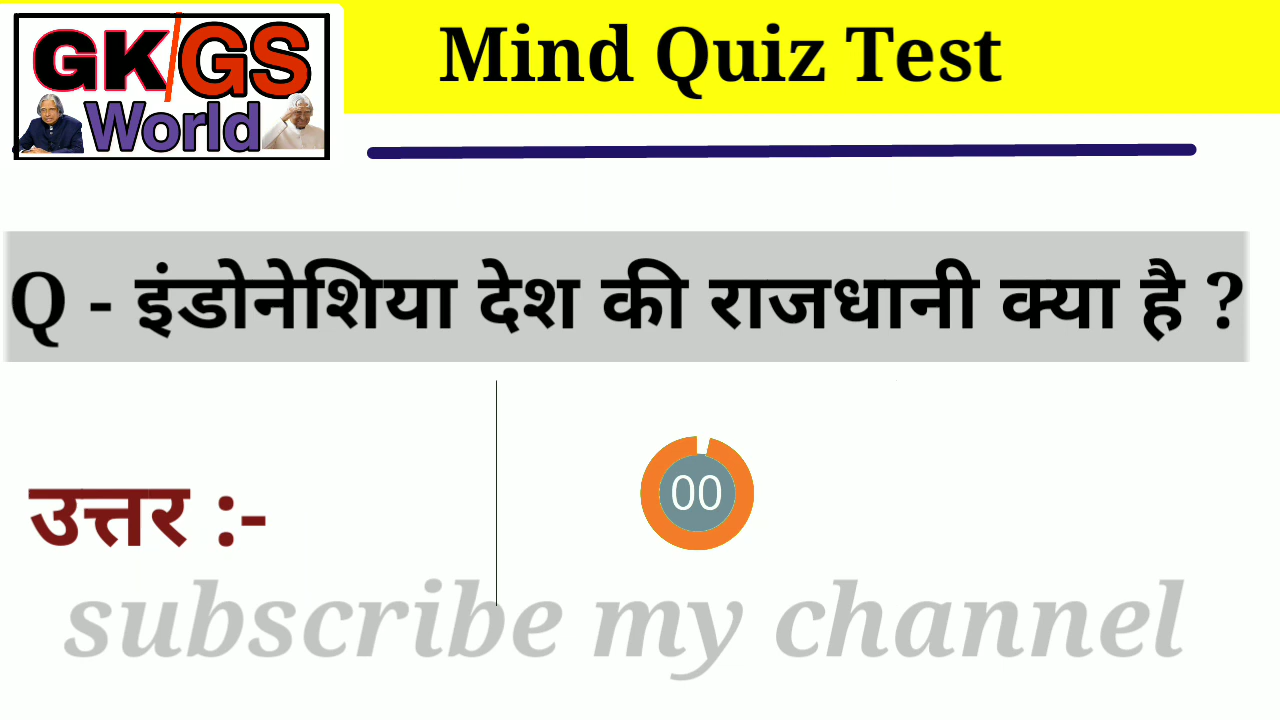 GK/GS
World
Mind Quiz Test
Q - इंडोनेशिया देश की राजधानी क्या है ?
00
उत्तर :-
subscribe my channel